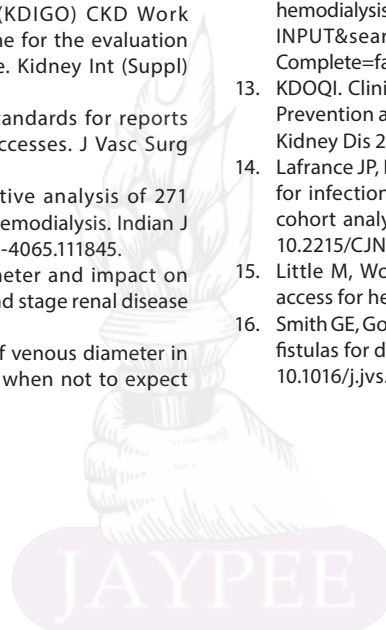 (KDIGO) CKD Work
ne for the evaluation
e. Kidney Int (Suppl)
tandards for reports
ccesses. J Vasc Surg
tive analysis of 271
emodialysis. Indian J
-4065.111845.
neter and impact on
nd stage renal disease
f venous diameter in
when not to expect
hemodialysis
INPUT&sear
Complete=fa
13. KDOQI. Clini
Prevention a
Kidney Dis 2
14. Lafrance JP, 
for infection
cohort analy
10.2215/CJN
15. Little M, Wo
access for he
16. Smith GE, Go
fistulas for d
10.1016/j.jvs.
JAYPEE